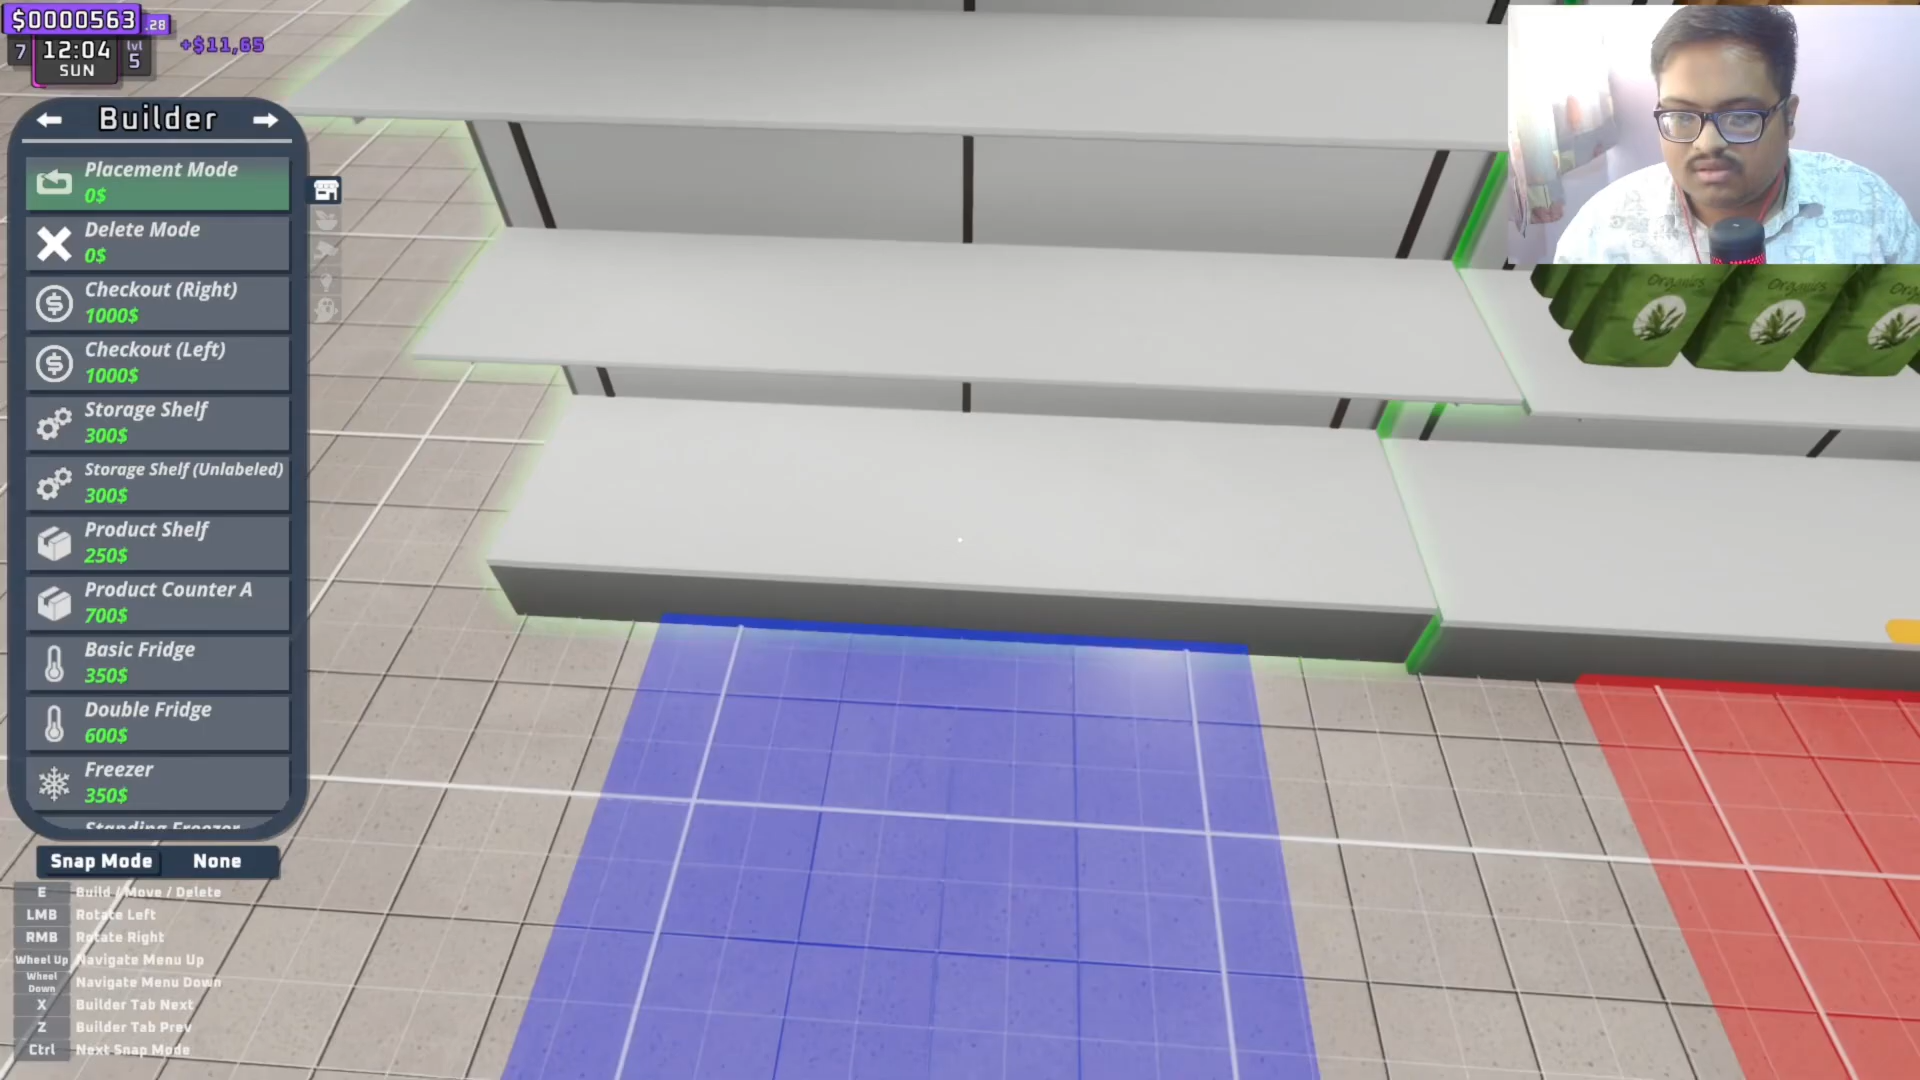 $0000563 .28
+$11,65
7 12:04 lvl
SUN 5
Builder
Placement Mode
0$
Delete Mode
0$
Checkout (Right)
1000$
Checkout (Left)
1000$
Storage Shelf
300$
Storage Shelf (Unlabeled)
300$
Product Shelf
250$
Product Counter A
700$
Basic Fridge
350$
Double Fridge
600$
Freezer
350$
Standing Freezer
Snap Mode None
E Build / Move / Delete
LMB Rotate Left
RMB Rotate Right
Wheel Up Navigate Menu Up
Wheel Down Navigate Menu Down
X Builder Tab Next
Z Builder Tab Prev
Ctrl Next Snap Mode
Organics Organics